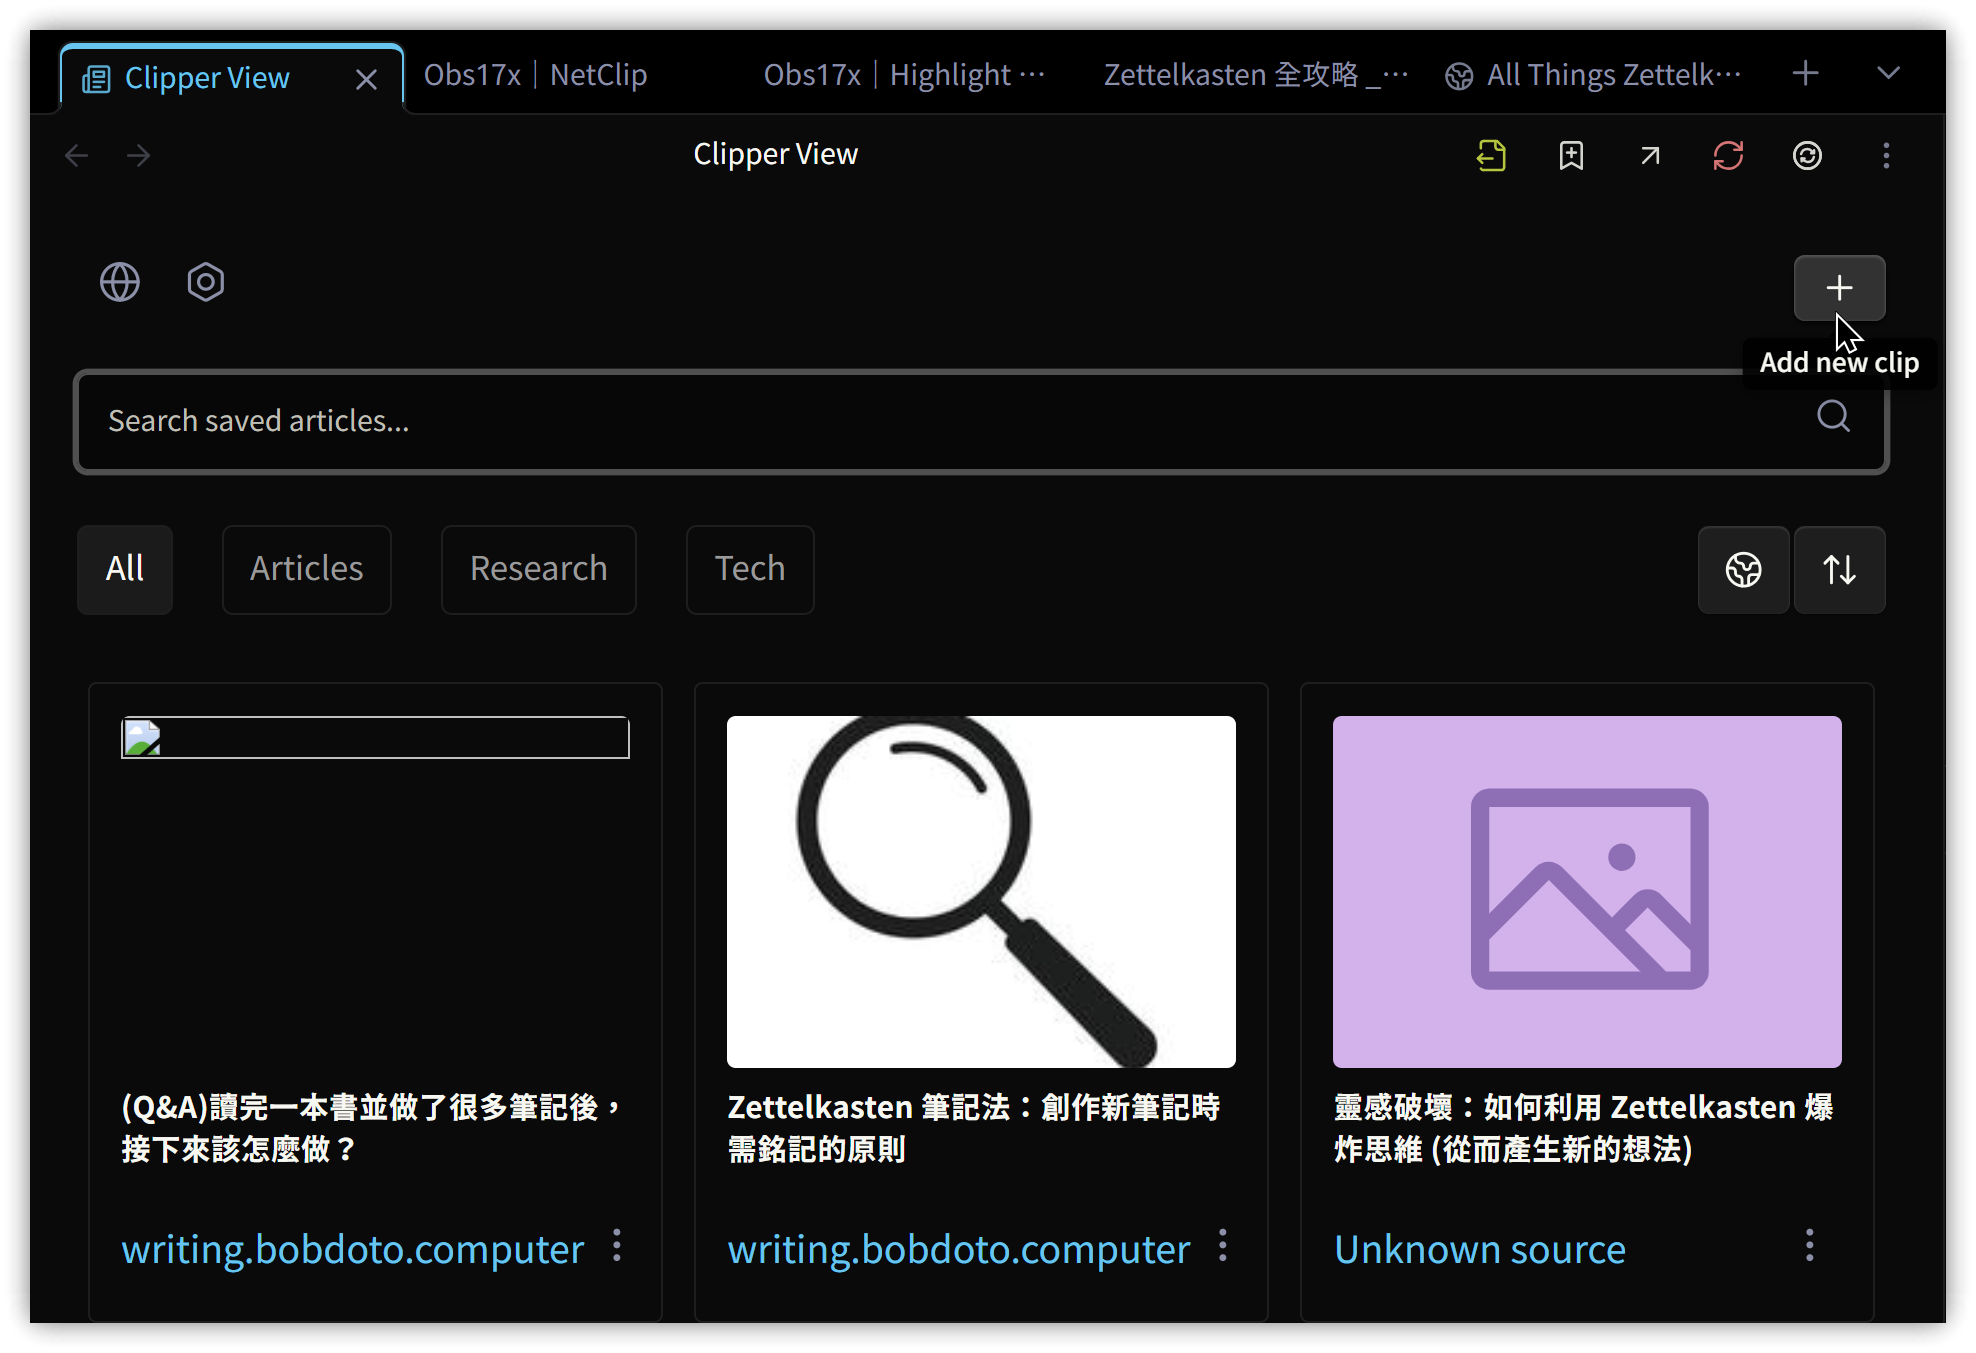 Clipper View
Obs17x｜NetClip
Obs17x｜Highlight ···
Zettelkasten 全攻略 _···
All Things Zettelk···
Clipper View
Add new clip
Search saved articles...
All
Articles
Research
Tech
(Q&A)讀完一本書並做了很多筆記後，
接下來該怎麼做？
writing.bobdoto.computer
Zettelkasten 筆記法：創作新筆記時
需銘記的原則
writing.bobdoto.computer
靈感破壞：如何利用 Zettelkasten 爆
炸思維 (從而產生新的想法)
Unknown source